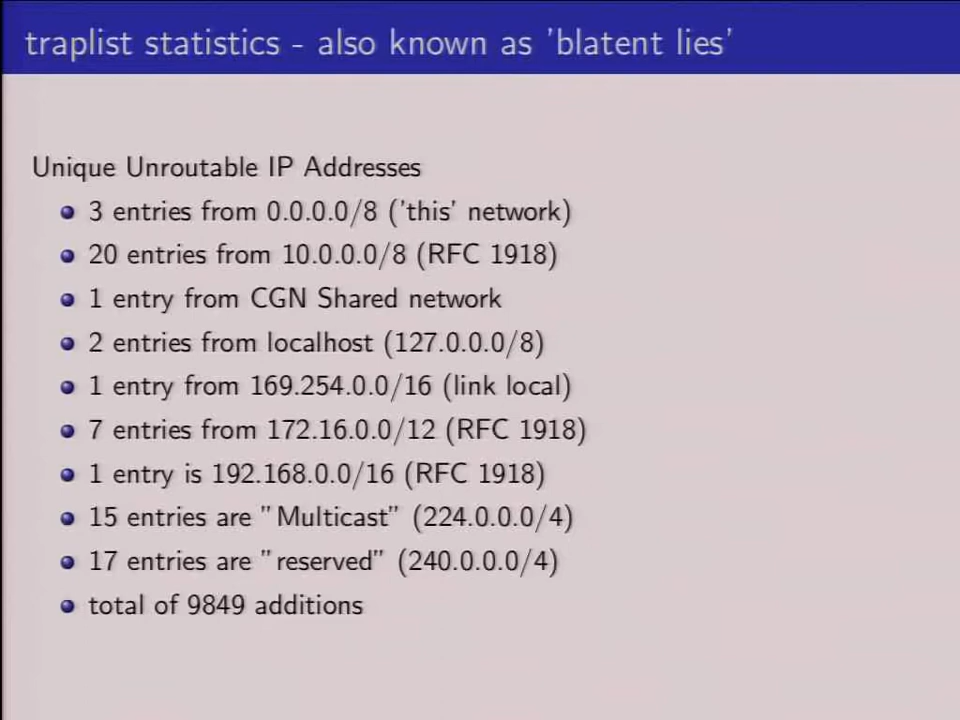 traplist statistics - also known as 'blatent lies'
Unique Unroutable IP Addresses
3 entries from 0.0.0.0/8 ('this' network)
20 entries from 10.0.0.0/8 (RFC 1918)
1 entry from CGN Shared network
2 entries from localhost (127.0.0.0/8)
1 entry from 169.254.0.0/16 (link local)
7 entries from 172.16.0.0/12 (RFC 1918)
1 entry is 192.168.0.0/16 (RFC 1918)
15 entries are "Multicast" (224.0.0.0/4)
17 entries are "reserved" (240.0.0.0/4)
total of 9849 additions